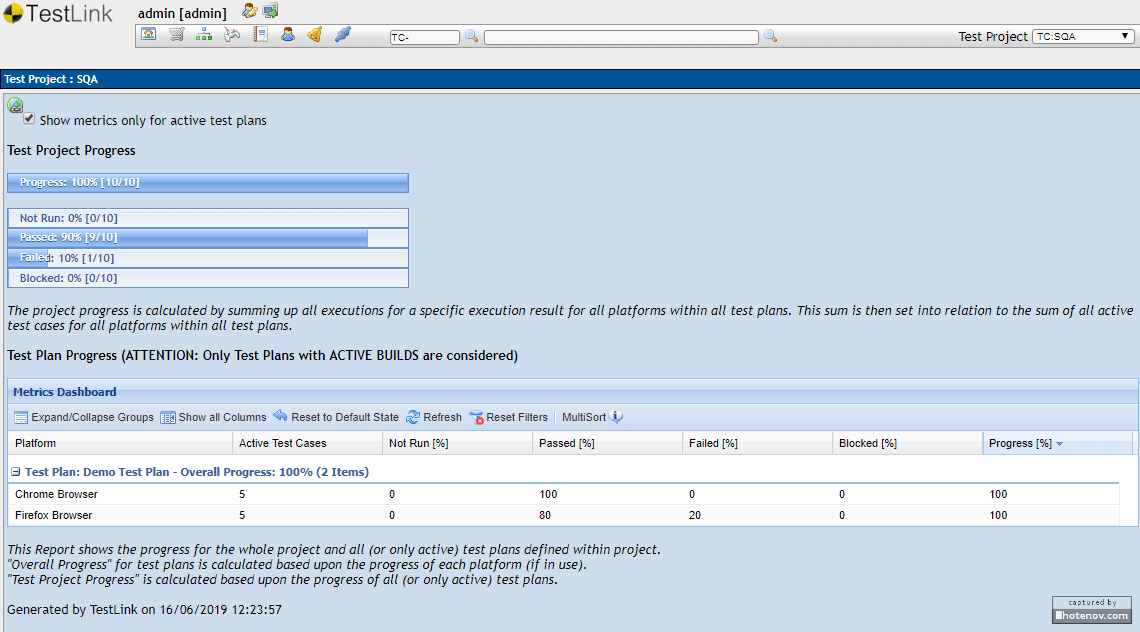 TestLink
admin [admin]
TC-
Test Project TC:SQA
Test Project : SQA
Show metrics only for active test plans
Test Project Progress
Progress: 100% [10/10]
Not Run: 0% [0/10]
Passed: 90% [9/10]
Failed: 10% [1/10]
Blocked: 0% [0/10]
The project progress is calculated by summing up all executions for a specific execution result for all platforms within all test plans. This sum is then set into relation to the sum of all active
test cases for all platforms within all test plans.
Test Plan Progress (ATTENTION: Only Test Plans with ACTIVE BUILDS are considered)
Metrics Dashboard
Expand/Collapse Groups Show all Columns Reset to Default State Refresh Reset Filters MultiSort
Platform Active Test Cases Not Run [%] Passed [%] Failed [%] Blocked [%] Progress [%]
Test Plan: Demo Test Plan - Overall Progress: 100% (2 Items)
Chrome Browser 5 0 100 0 0 100
Firefox Browser 5 0 80 20 0 100
This Report shows the progress for the whole project and all (or only active) test plans defined within project.
"Overall Progress" for test plans is calculated based upon the progress of each platform (if in use).
"Test Project Progress" is calculated based upon the progress of all (or only active) test plans.
Generated by TestLink on 16/06/2019 12:23:57
captured by
hotenov.com